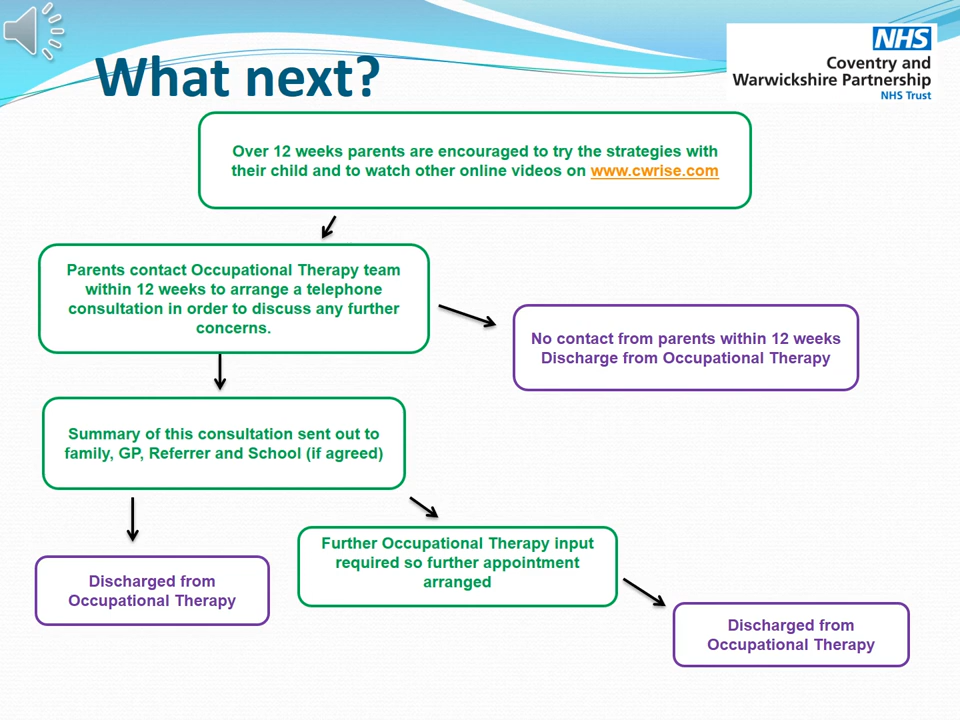 What next?
NHS
Coventry and
Warwickshire Partnership
NHS Trust
Over 12 weeks parents are encouraged to try the strategies with
their child and to watch other online videos on www.cwrise.com
Parents contact Occupational Therapy team
within 12 weeks to arrange a telephone
consultation in order to discuss any further
concerns.
No contact from parents within 12 weeks
Discharge from Occupational Therapy
Summary of this consultation sent out to
family, GP, Referrer and School (if agreed)
Further Occupational Therapy input
required so further appointment
arranged
Discharged from
Occupational Therapy
Discharged from
Occupational Therapy